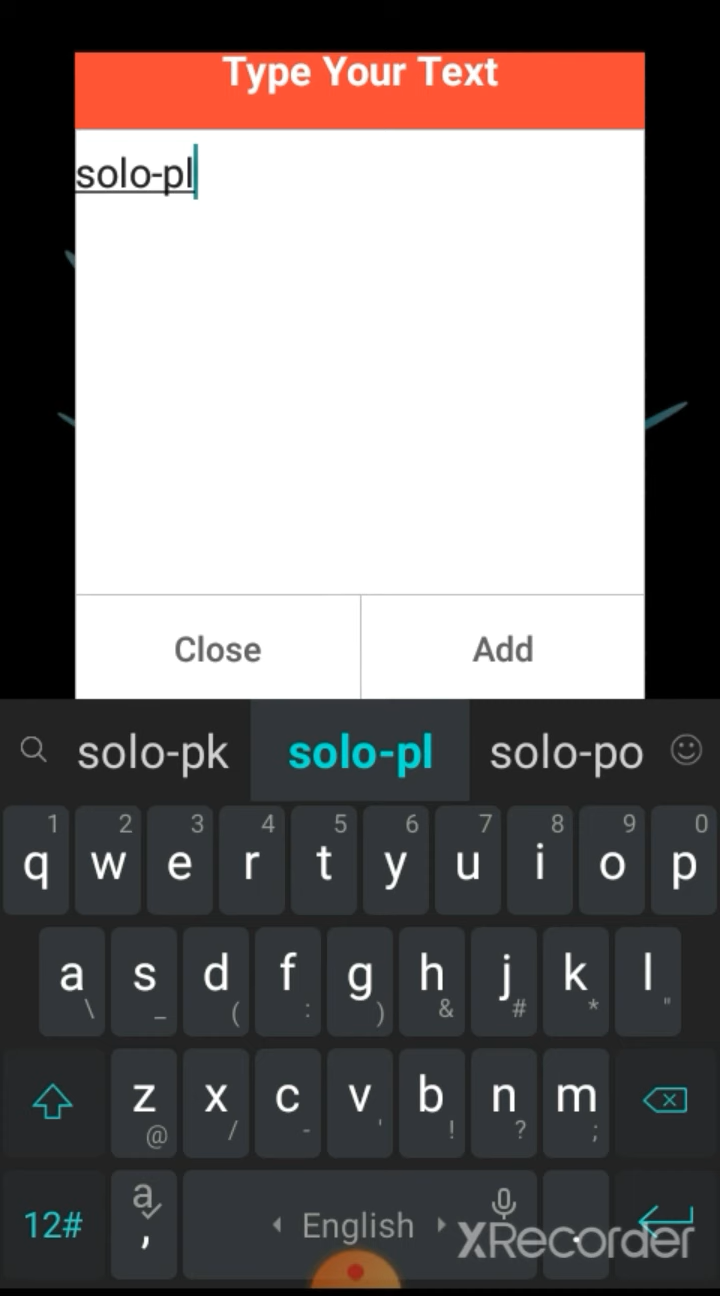 Type Your Text
solo-pl
Close Add
solo-pk solo-pl solo-po
1 2 3 4 5 6 7 8 9 0
q w e r t y u i o p
a s d f g h j k l
\ _ ( : ) & # * "
z x c v b n m
@ / - ' ! ? ;
12# a , English .
XRecorder